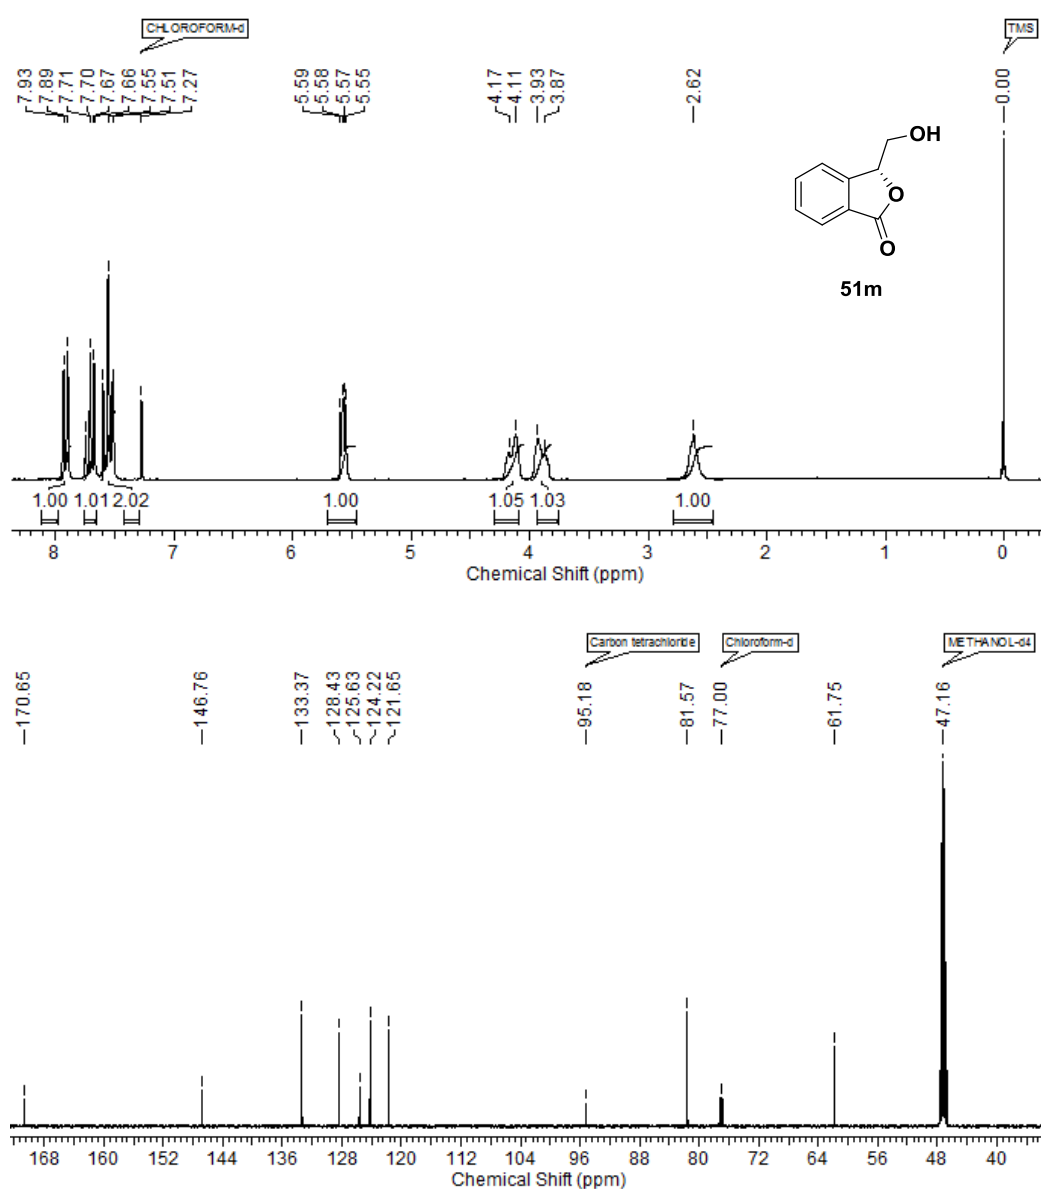 CHLOROFORM-d
TMS
7.93 7.89 7.71 7.70 7.67 7.66 7.55 7.51 7.27 5.59 5.58 5.57 5.55 4.17 4.11 3.93 3.87 2.62 0.00
OH
O
O
51m
1.00 1.01 2.02 1.00 1.05 1.03 1.00
8 7 6 5 4 3 2 1 0
Chemical Shift (ppm)
Carbon tetrachloride
Chloroform-d
METHANOL-d4
170.65 146.76 133.37 128.43 125.63 124.22 121.65 95.18 81.57 77.00 61.75 47.16
168 160 152 144 136 128 120 112 104 96 88 80 72 64 56 48 40
Chemical Shift (ppm)